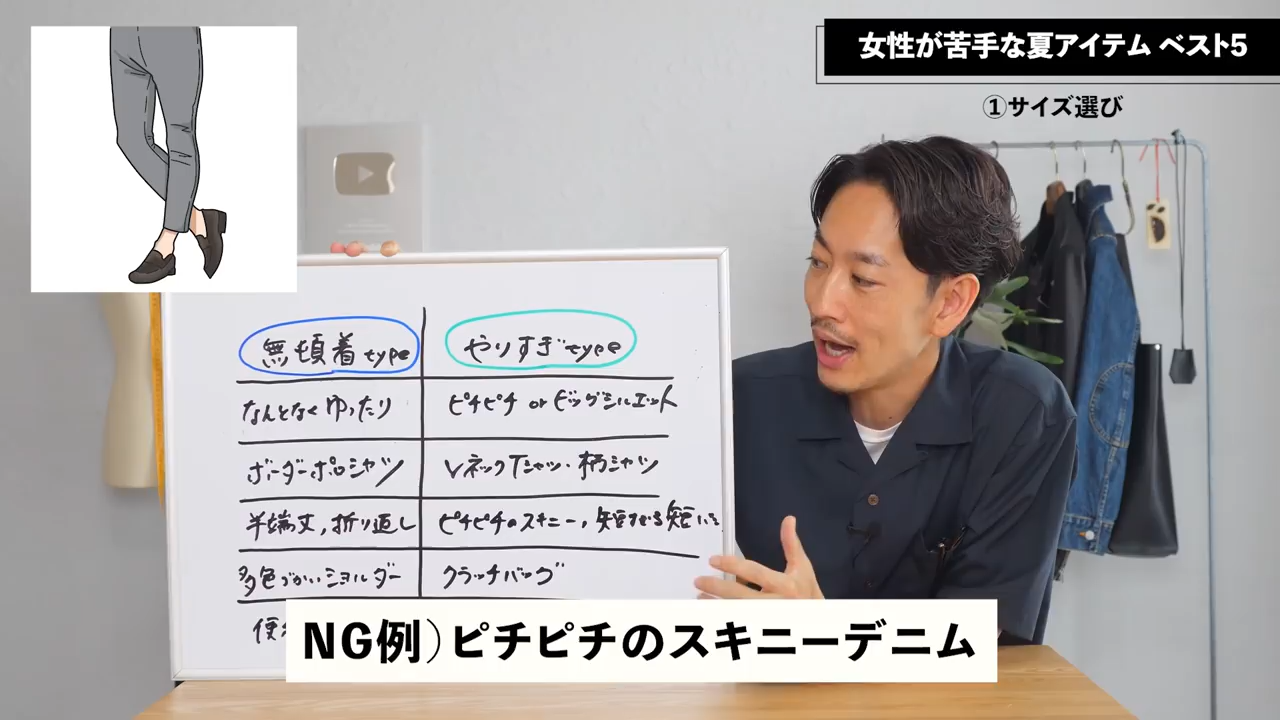 女性が苦手な夏アイテム ベスト5
①サイズ選び
無頓着type
やりすぎtype
なんとなくゆったり
ピチピチ or ビッグシルエット
ボーダーポロシャツ
VネックTシャツ・柄シャツ
半端丈,折り返し
ピチピチのスキニー,短すぎる短パン
多色づかいショルダー
クラッチバッグ
便
NG例)ピチピチのスキニーデニム